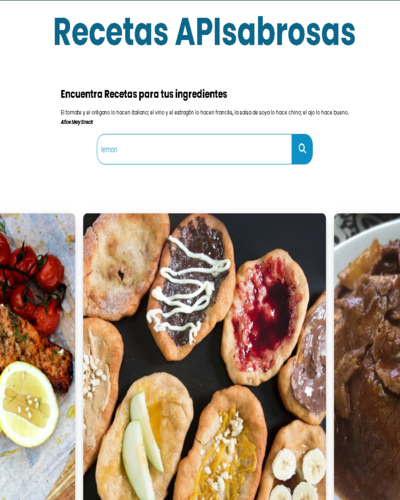 Recetas APIsabrosas
Encuentra Recetas para tus ingredientes
El tomate y el orégano lo hacen italiano; el vino y el estragón lo hacen francés, la salsa de soya lo hace chino; el ajo lo hace bueno.
Alice May Brock
lemon